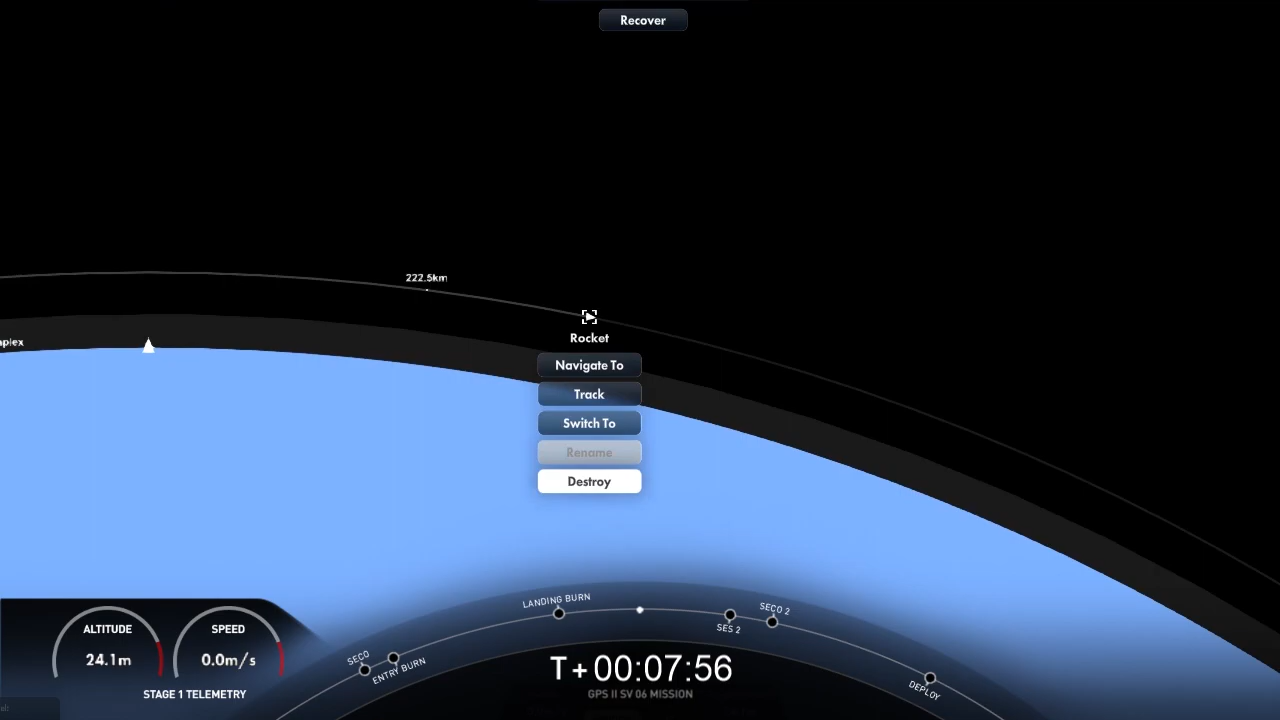 Recover
222.5km
Rocket
Navigate To
Track
Switch To
Rename
Destroy
LANDING BURN
SECO 2
SES 2
SECO
ENTRY BURN
DEPLOY
ALTITUDE
24.1m
SPEED
0.0m/s
STAGE 1 TELEMETRY
T+00:07:56
GPS II SV 06 MISSION